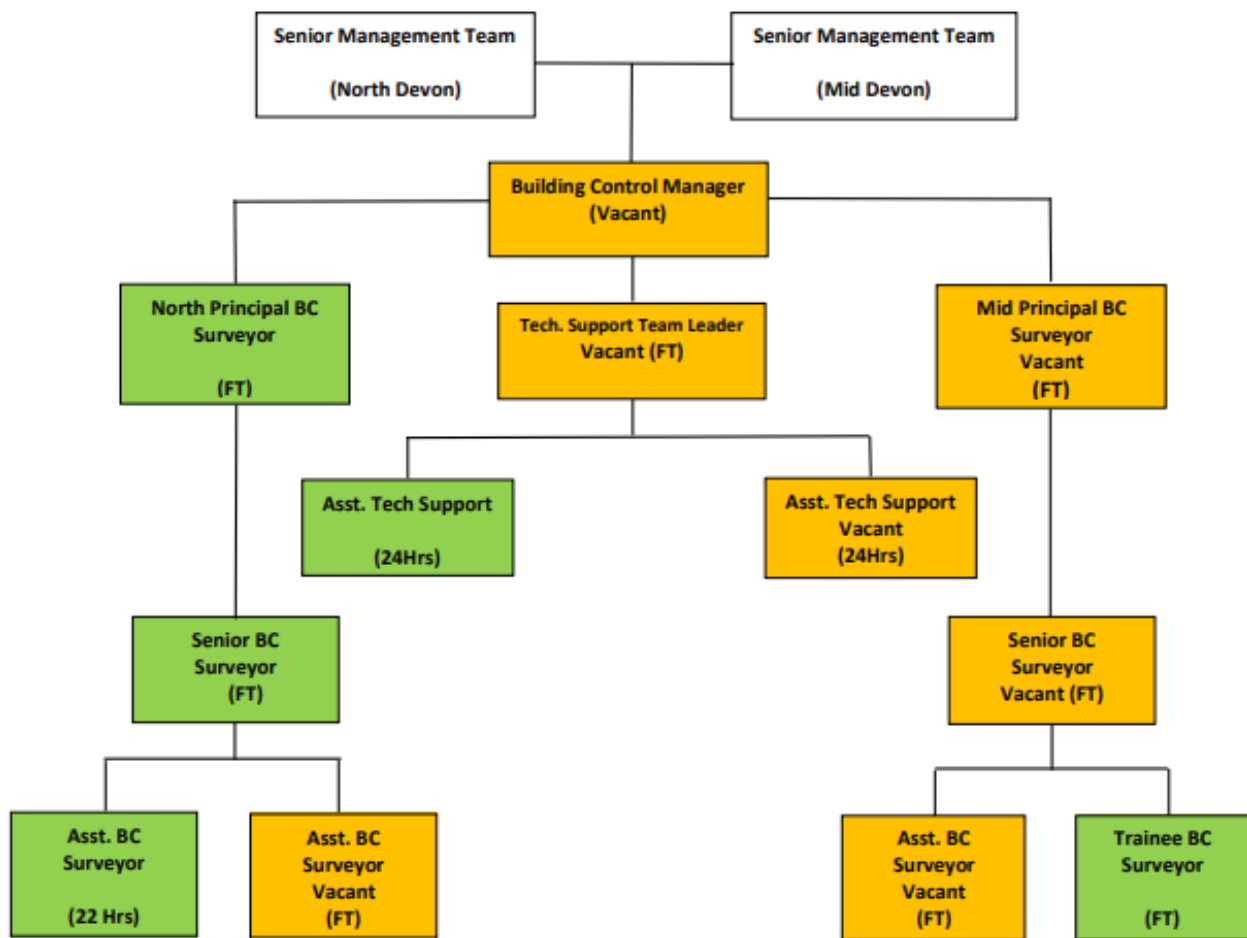 Senior Management Team
(North Devon)
Senior Management Team
(Mid Devon)
Building Control Manager
(Vacant)
North Principal BC
Surveyor
(FT)
Tech. Support Team Leader
Vacant (FT)
Mid Principal BC
Surveyor
Vacant
(FT)
Asst. Tech Support
(24Hrs)
Asst. Tech Support
Vacant
(24Hrs)
Senior BC
Surveyor
(FT)
Senior BC
Surveyor
Vacant (FT)
Asst. BC
Surveyor
(22 Hrs)
Asst. BC
Surveyor
Vacant
(FT)
Asst. BC
Surveyor
Vacant
(FT)
Trainee BC
Surveyor
(FT)